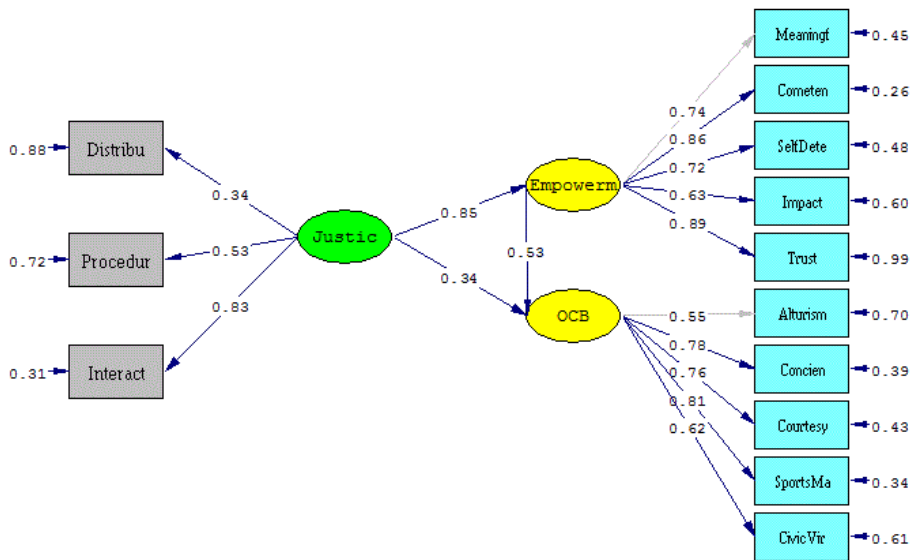 Meaningf
0.45
Cometen
0.26
0.74
0.86
Distribu
0.88
SelfDete
0.48
0.72
Empowerm
0.34
0.63
Impact
0.60
0.85
0.89
Justic
Procedur
0.72
0.53
0.53
Trust
0.99
0.34
0.83
OCB
0.55
Alturism
0.70
0.78
Interact
0.31
0.76
Concien
0.39
0.81
0.62
Courtesy
0.43
SportsMa
0.34
CivicVir
0.61